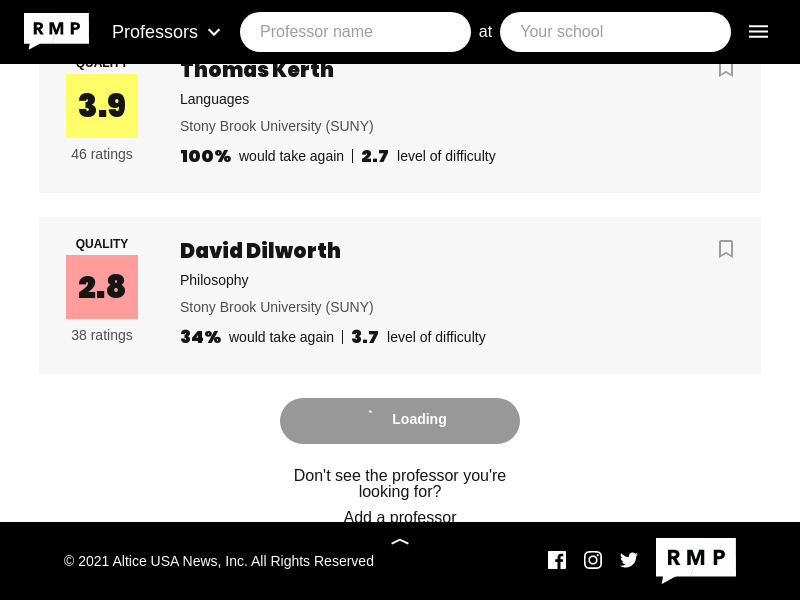 RMP Professors Professor name at Your school
QUALITY Thomas Kerth
3.9
Languages
Stony Brook University (SUNY)
46 ratings
100% would take again | 2.7 level of difficulty
QUALITY
David Dilworth
2.8
Philosophy
Stony Brook University (SUNY)
38 ratings
34% would take again | 3.7 level of difficulty
Loading
Don't see the professor you're
looking for?
Add a professor
© 2021 Altice USA News, Inc. All Rights Reserved
RMP